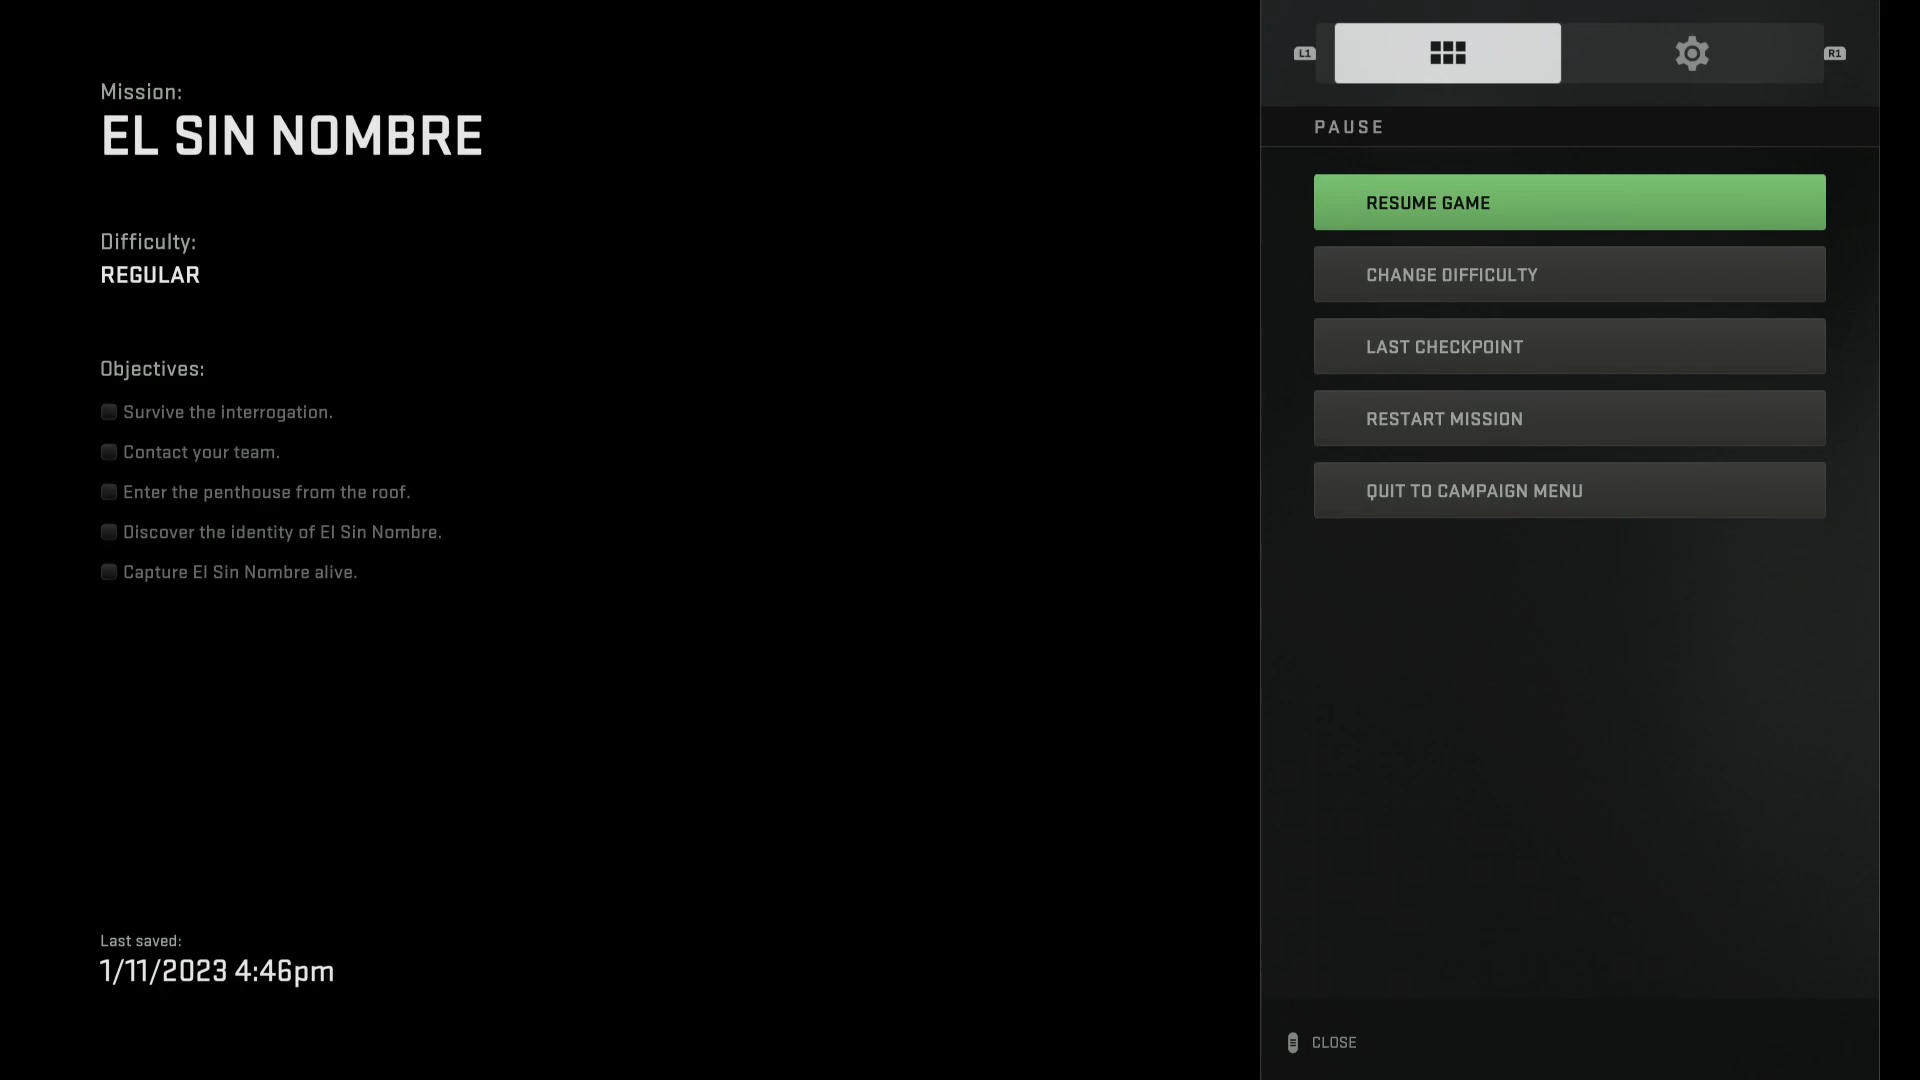 Mission:
EL SIN NOMBRE
Difficulty:
REGULAR
Objectives:
Survive the interrogation.
Contact your team.
Enter the penthouse from the roof.
Discover the identity of El Sin Nombre.
Capture El Sin Nombre alive.
Last saved:
1/11/2023 4:46pm
L1
R1
PAUSE
RESUME GAME
CHANGE DIFFICULTY
LAST CHECKPOINT
RESTART MISSION
QUIT TO CAMPAIGN MENU
CLOSE